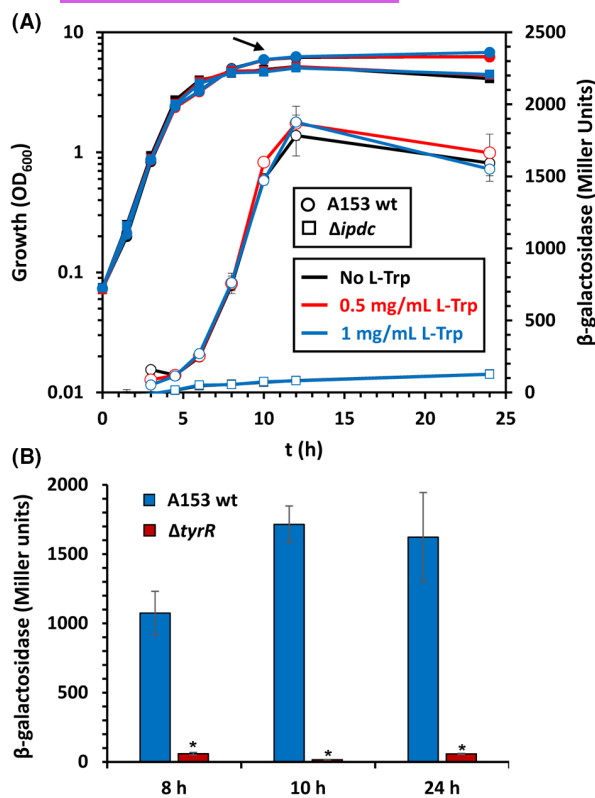 (A)
10
1
0.1
0.01
Growth (OD600)
2500
2000
1500
1000
500
0
β-galactosidase (Miller Units)
A153 wt
Δipdc
No L-Trp
0.5 mg/mL L-Trp
1 mg/mL L-Trp
0 5 10 15 20 25
t (h)
(B)
2000
1500
1000
500
0
β-galactosidase (Miller units)
A153 wt
ΔtyrR
* * *
8 h 10 h 24 h